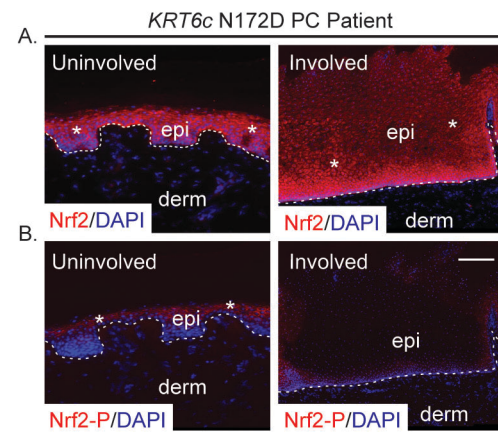 KRT6c N172D PC Patient
A.
Uninvolved
Involved
* epi *
epi *
*
derm
derm
Nrf2/DAPI
Nrf2/DAPI
B.
Uninvolved
Involved
* *
epi
epi
derm
derm
Nrf2-P/DAPI
Nrf2-P/DAPI